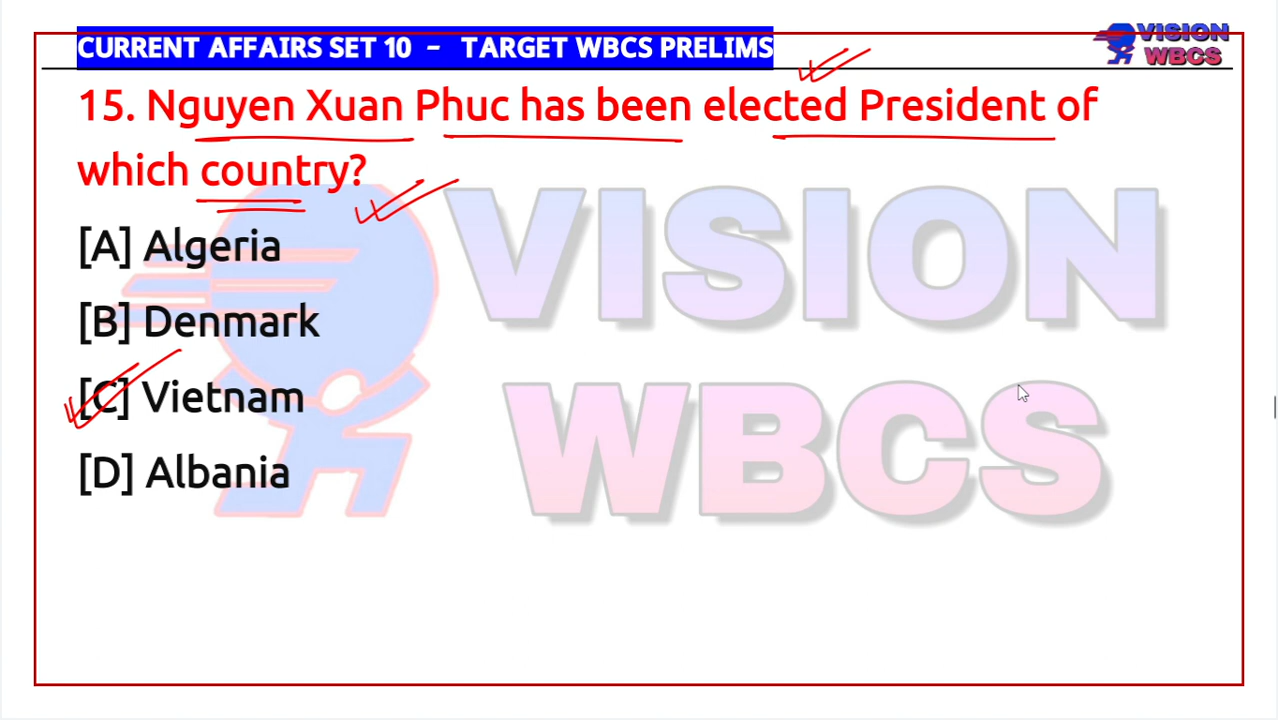 CURRENT AFFAIRS SET 10 – TARGET WBCS PRELIMS
VISION
WBCS
15. Nguyen Xuan Phuc has been elected President of
which country?
[A] Algeria
[B] Denmark
[C] Vietnam
[D] Albania
VISION
WBCS